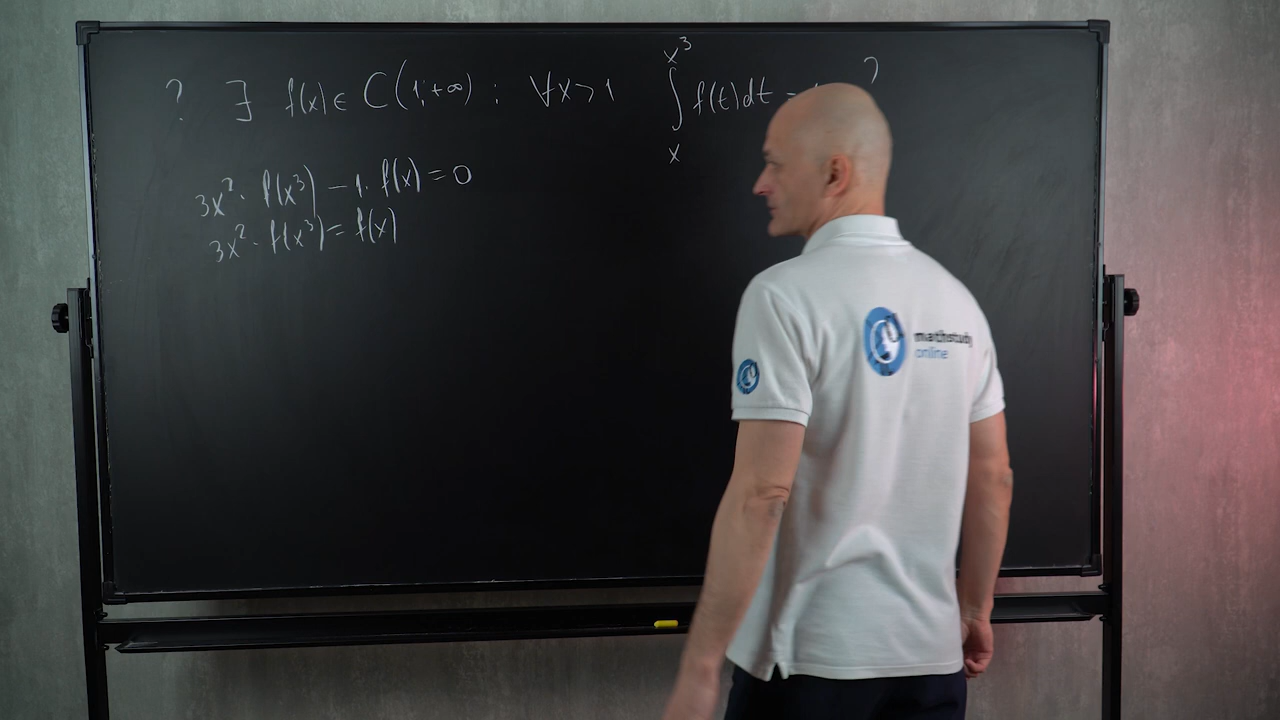 ? ∃ f(x) ∈ C(1;+∞) : ∀x>1 ∫ₓ^x³ f(t)dt = ?
3x² · f(x³) − 1 · f(x) = 0
3x² · f(x³) = f(x)
mathstudy
online